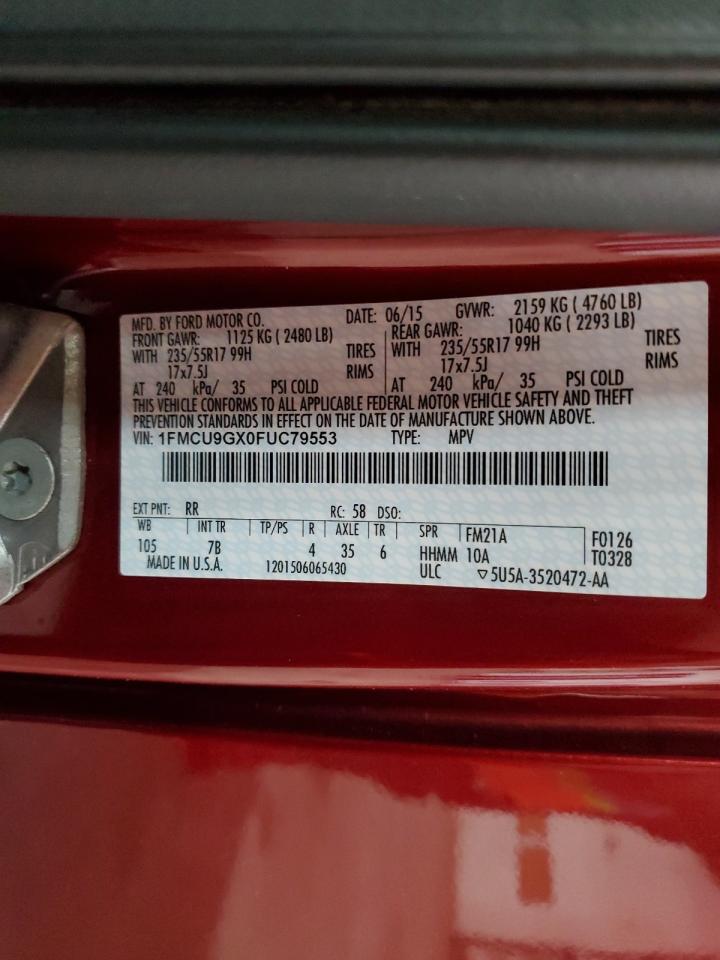 MFD. BY FORD MOTOR CO. DATE: 06/15 GVWR: 2159 KG ( 4760 LB)
FRONT GAWR: 1125 KG ( 2480 LB) REAR GAWR: 1040 KG ( 2293 LB)
WITH 235/55R17 99H TIRES WITH 235/55R17 99H TIRES
17x7.5J RIMS 17x7.5J RIMS
AT 240 kPa/ 35 PSI COLD AT 240 kPa/ 35 PSI COLD
THIS VEHICLE CONFORMS TO ALL APPLICABLE FEDERAL MOTOR VEHICLE SAFETY AND THEFT
PREVENTION STANDARDS IN EFFECT ON THE DATE OF MANUFACTURE SHOWN ABOVE.
VIN: 1FMCU9GX0FUC79553 TYPE: MPV
EXT PNT: RR RC: 58 DSO:
WB INT TR TP/PS R AXLE TR SPR FM21A F0126
105 7B 4 35 6 HHMM 10A T0328
MADE IN U.S.A. 1201506065430 ULC ▽5U5A-3520472-AA